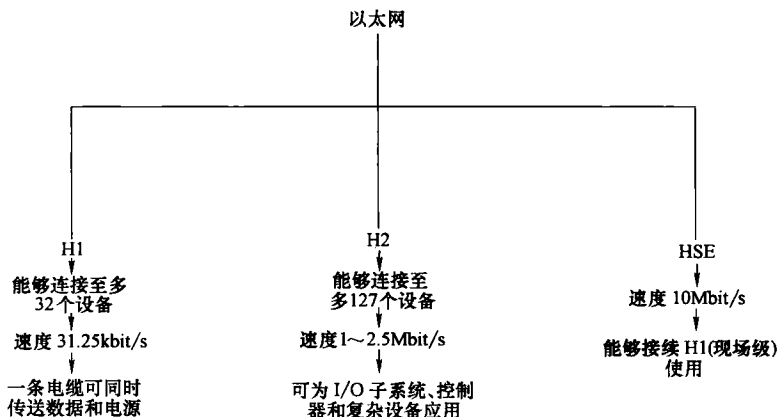 以太网
H1
能够连接至多
32个设备
速度 31.25kbit/s
一条电缆可同时
传送数据和电源
H2
能够连接至
多127个设备
速度1～2.5Mbit/s
可为 I/O 子系统、控制
器和复杂设备应用
HSE
速度 10Mbit/s
能够接续 H1(现场级)
使用